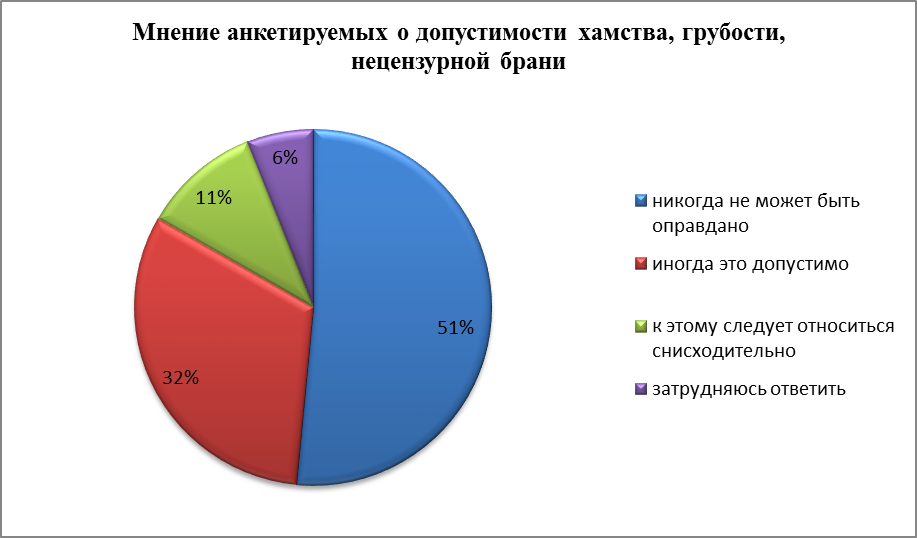 Мнение анкетируемых о допустимости хамства, грубости,
нецензурной брани
6%
11%
51%
32%
никогда не может быть
оправдано
иногда это допустимо
к этому следует относиться
снисходительно
затрудняюсь ответить